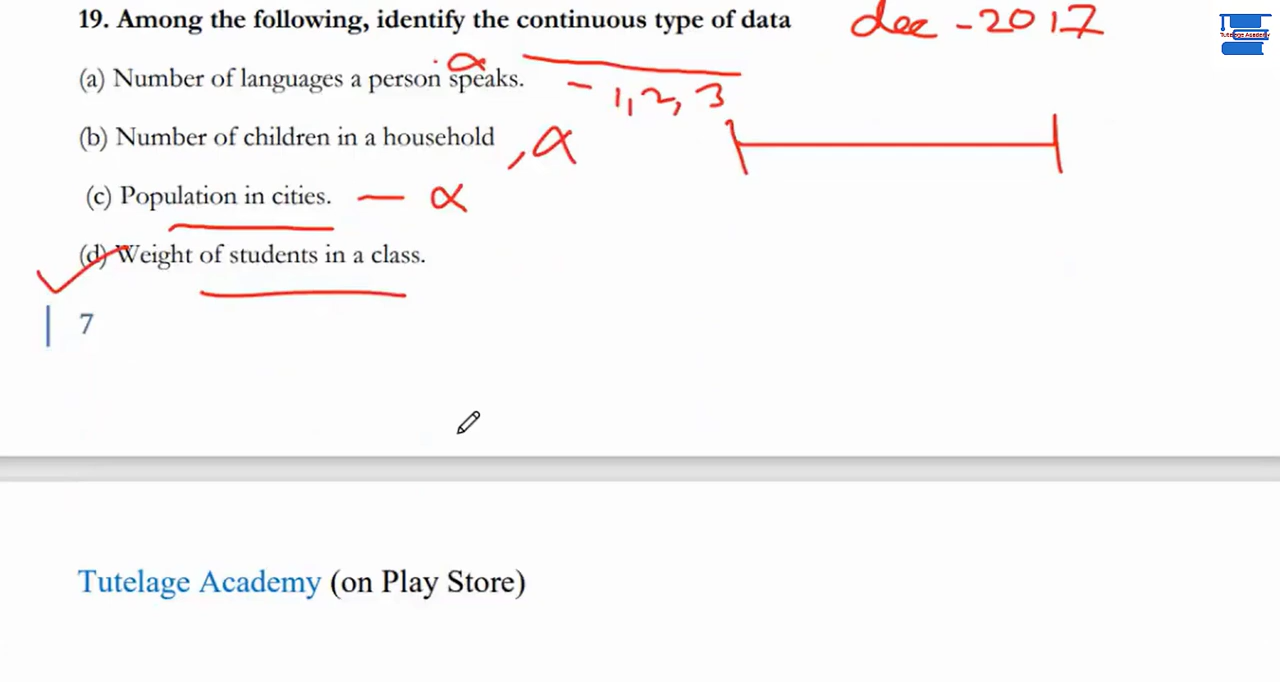 19. Among the following, identify the continuous type of data
dec - 2017
Tutelage Academy
(a) Number of languages a person speaks.
- 1, 2, 3
(b) Number of children in a household
(c) Population in cities.
(d) Weight of students in a class.
7
Tutelage Academy (on Play Store)